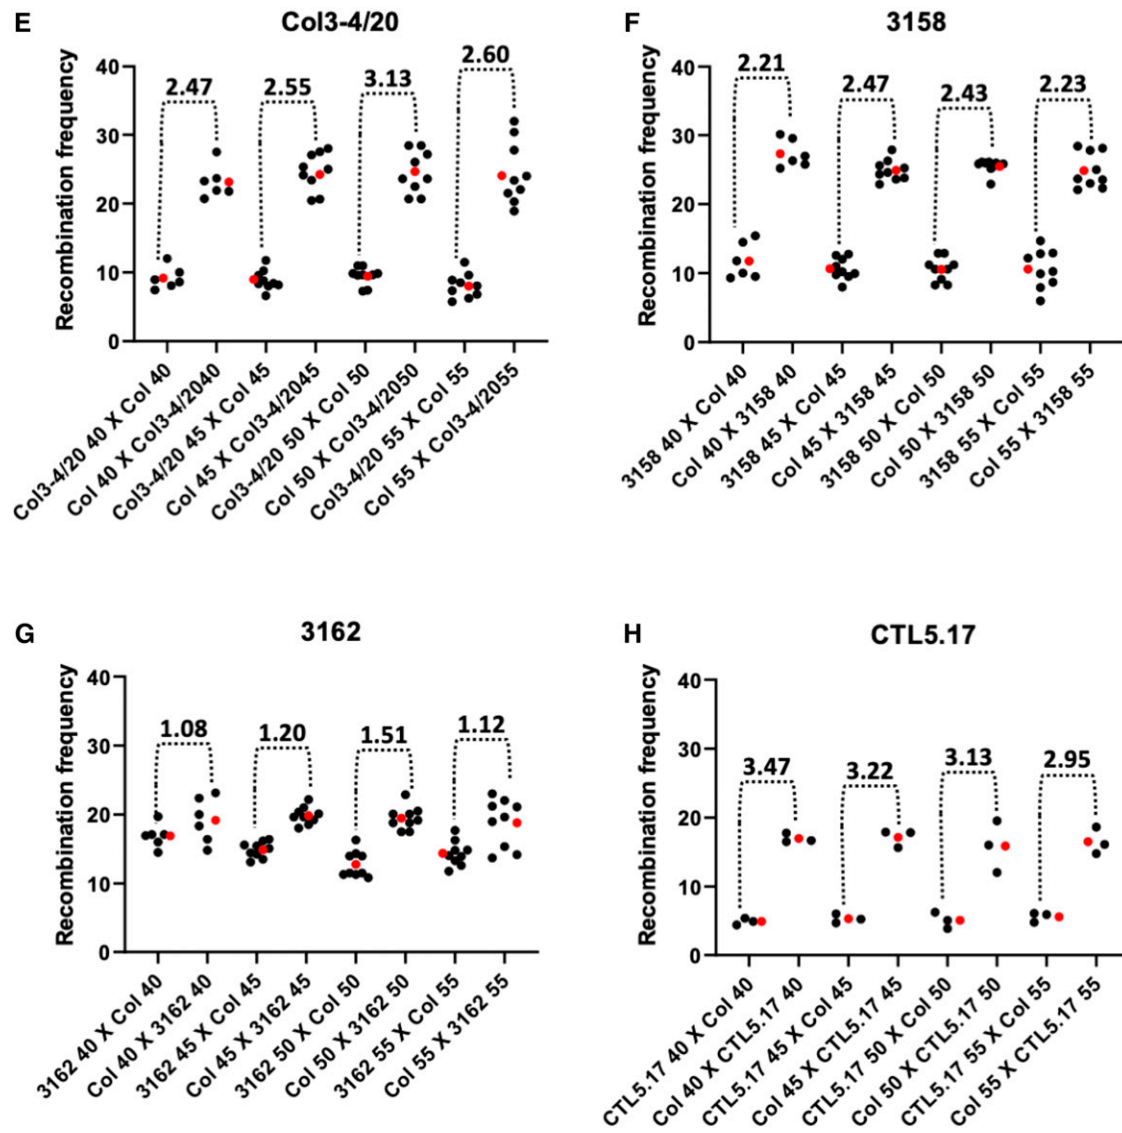 E
Col3-4/20
Recombination frequency
40
30
20
10
0
2.47
2.55
3.13
2.60
Col3-4/20 40 X Col 40
Col 40 X Col3-4/2040
Col3-4/20 45 X Col 45
Col 45 X Col3-4/2045
Col3-4/20 50 X Col 50
Col 50 X Col3-4/2050
Col3-4/20 55 X Col 55
Col 55 X Col3-4/2055
F
3158
Recombination frequency
40
30
20
10
0
2.21
2.47
2.43
2.23
3158 40 X Col 40
Col 40 X 3158 40
3158 45 X Col 45
Col 45 X 3158 45
3158 50 X Col 50
Col 50 X 3158 50
3158 55 X Col 55
Col 55 X 3158 55
G
3162
Recombination frequency
40
30
20
10
0
1.08
1.20
1.51
1.12
3162 40 X Col 40
Col 40 X 3162 40
3162 45 X Col 45
Col 45 X 3162 45
3162 50 X Col 50
Col 50 X 3162 50
3162 55 X Col 55
Col 55 X 3162 55
H
CTL5.17
Recombination frequency
40
30
20
10
0
3.47
3.22
3.13
2.95
CTL5.17 40 X Col 40
Col 40 X CTL5.17 40
CTL5.17 45 X Col 45
Col 45 X CTL5.17 45
CTL5.17 50 X Col 50
Col 50 X CTL5.17 50
CTL5.17 55 X Col 55
Col 55 X CTL5.17 55